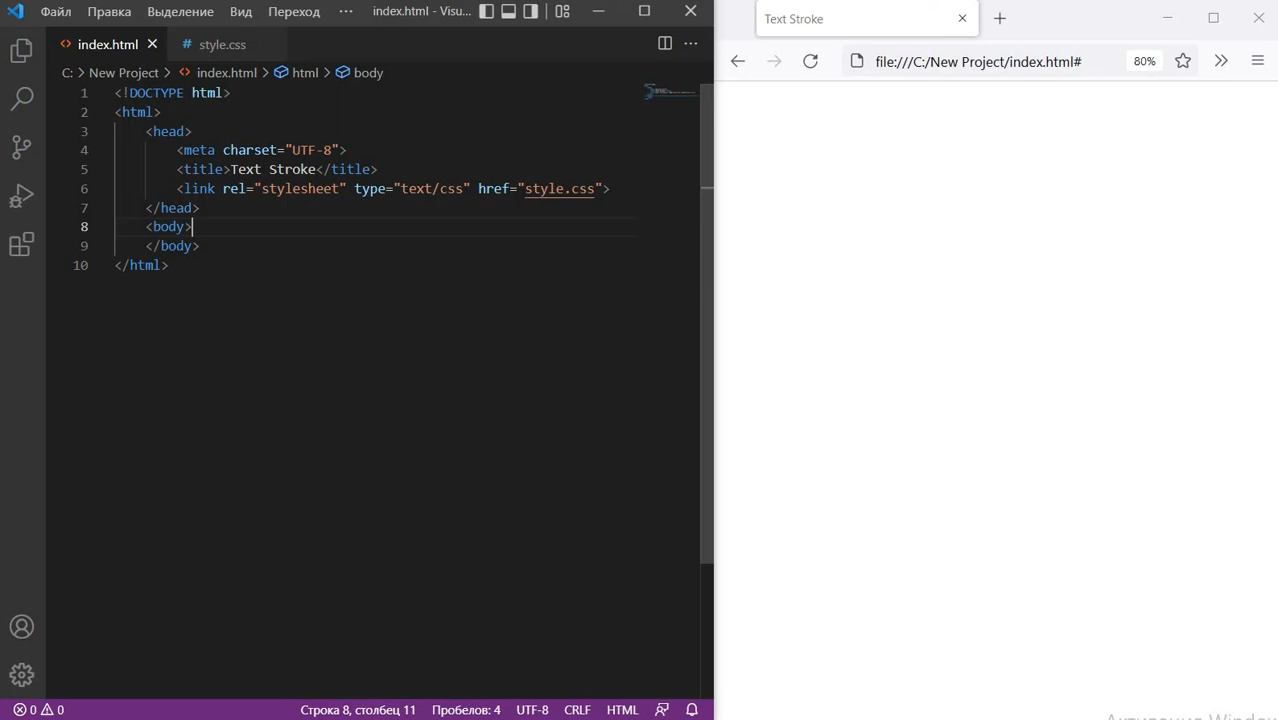 Файл Правка Выделение Вид Переход ··· index.html - Visu...
index.html style.css ···
C: > New Project > index.html > html > body
1 <!DOCTYPE html>
2 <html>
3 <head>
4 <meta charset="UTF-8">
5 <title>Text Stroke</title>
6 <link rel="stylesheet" type="text/css" href="style.css">
7 </head>
8 <body>
9 </body>
10 </html>
0 0 Строка 8, столбец 11 Пробелов: 4 UTF-8 CRLF HTML
Text Stroke
file:///C:/New Project/index.html# 80%